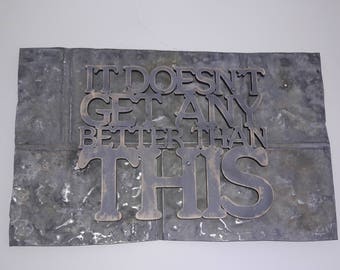 IT DOESN'T
GET ANY
BETTER THAN
THIS